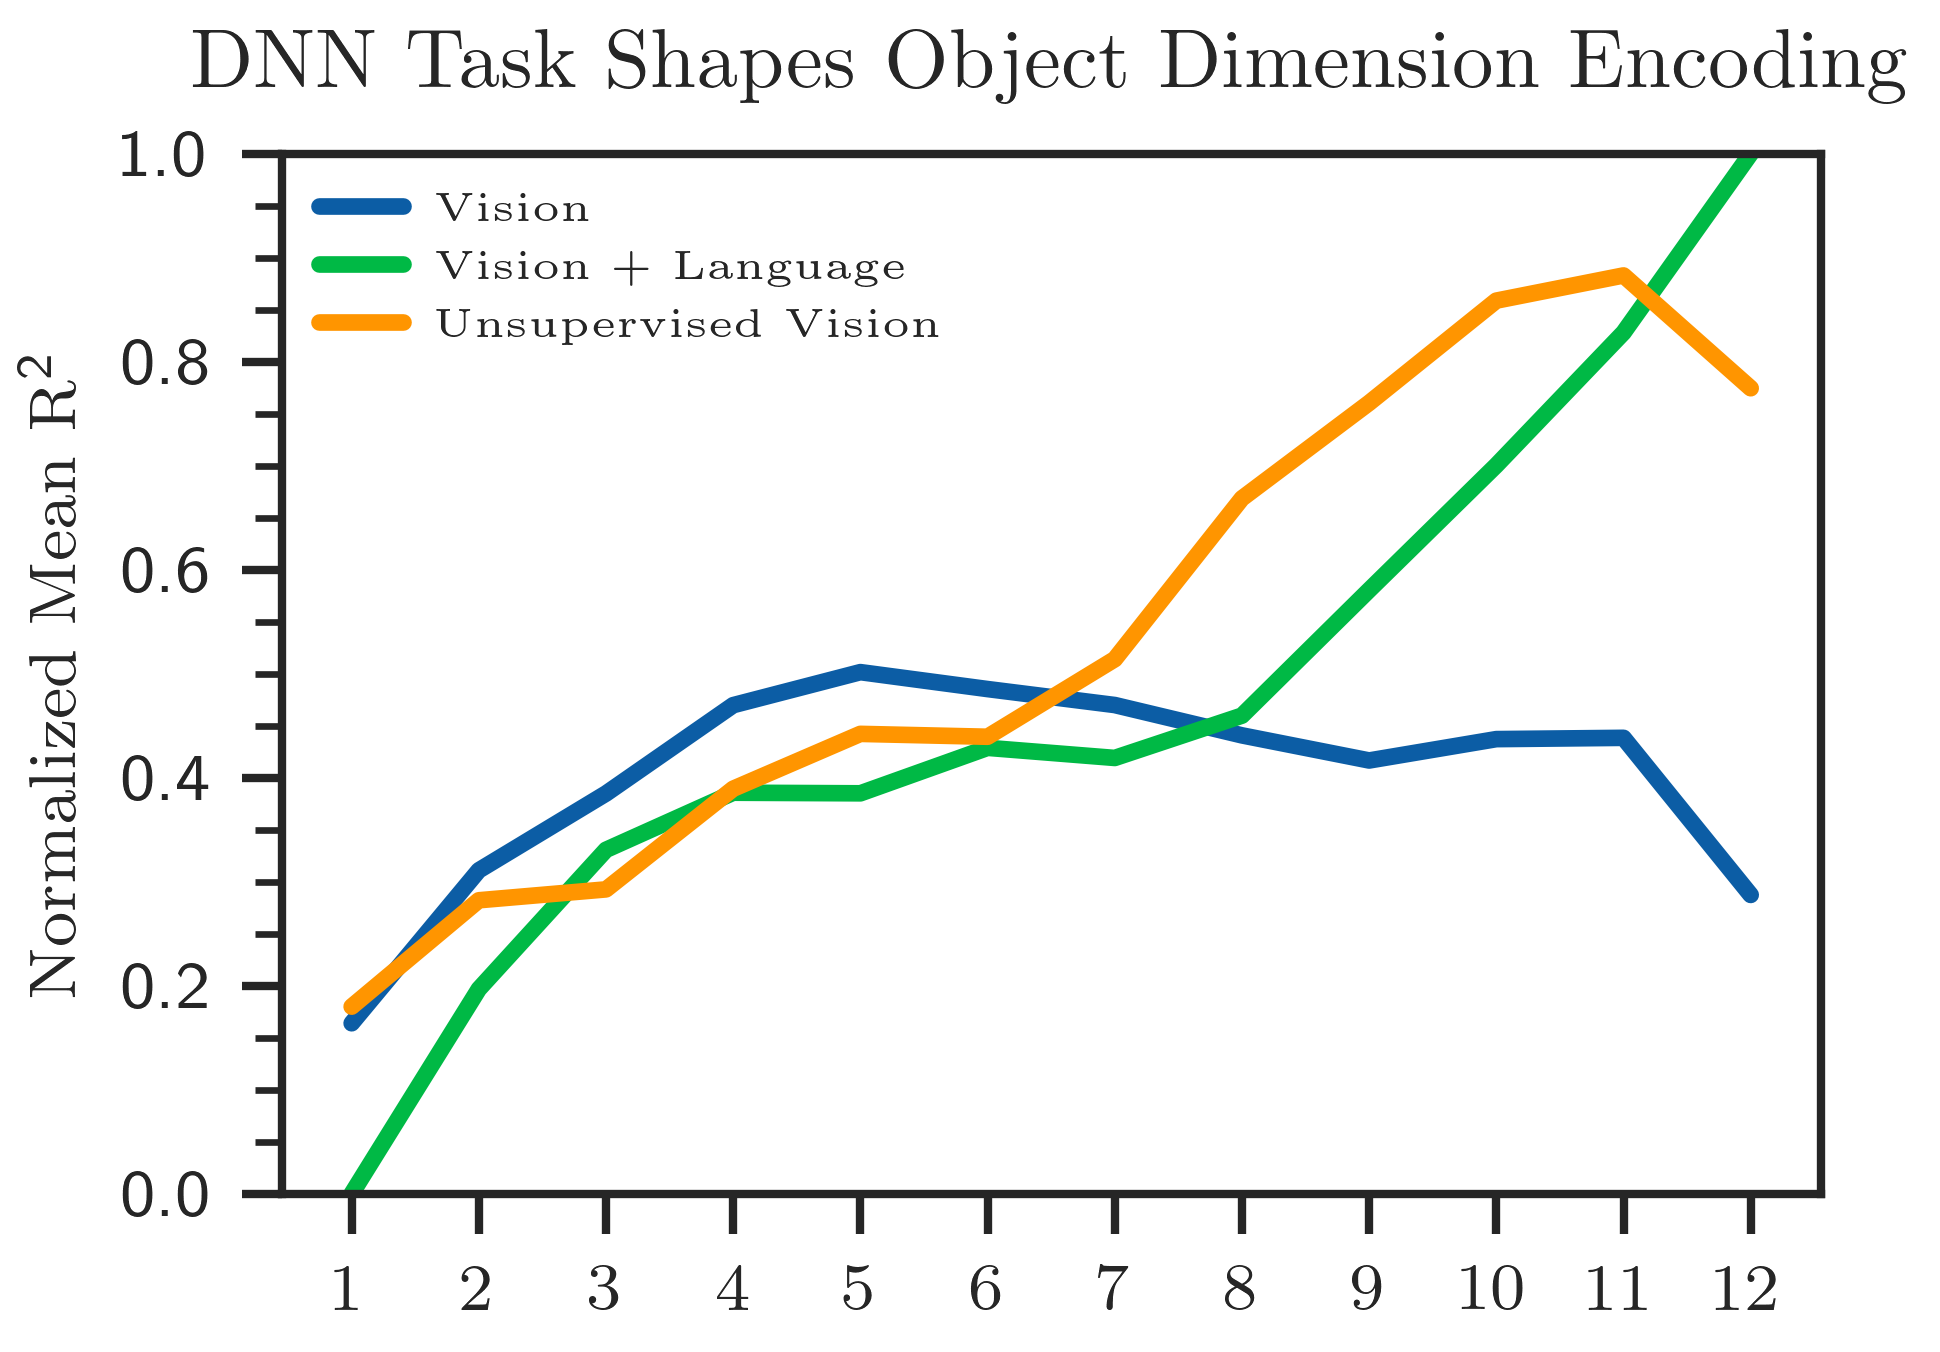 DNN Task Shapes Object Dimension Encoding
Normalized Mean R²
1.0
0.8
0.6
0.4
0.2
0.0
Vision
Vision + Language
Unsupervised Vision
1 2 3 4 5 6 7 8 9 10 11 12